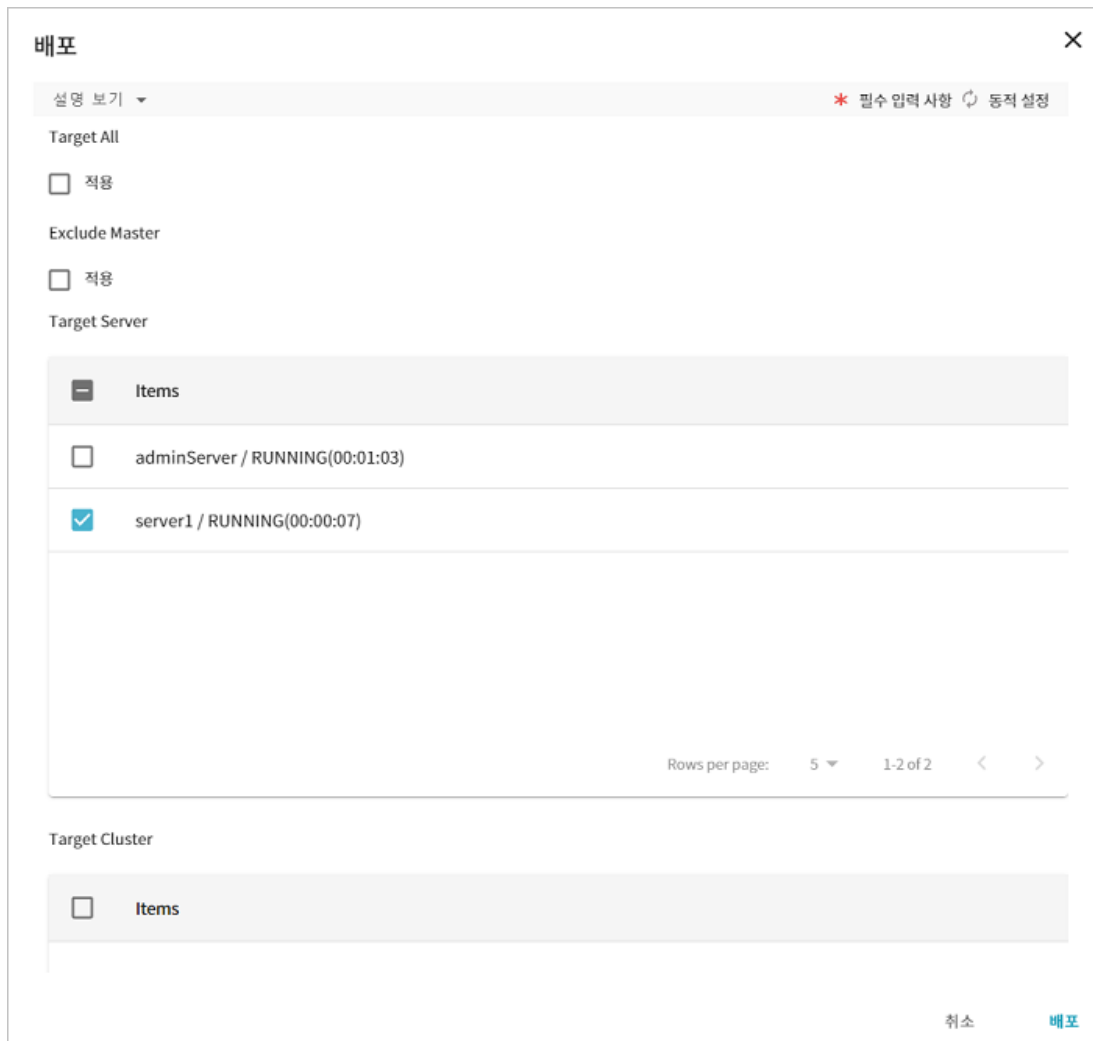 배포
설명 보기
* 필수 입력 사항 동적 설정
Target All
적용
Exclude Master
적용
Target Server
Items
adminServer / RUNNING(00:01:03)
server1 / RUNNING(00:00:07)
Rows per page: 5 1-2 of 2
Target Cluster
Items
취소 배포